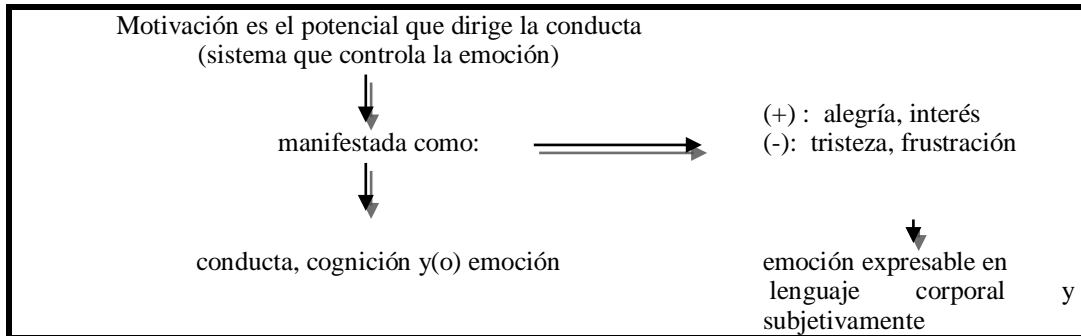 Motivación es el potencial que dirige la conducta
(sistema que controla la emoción)
(+) : alegría, interés
manifestada como:
(-): tristeza, frustración
conducta, cognición y(o) emoción
emoción expresable en
lenguaje corporal y
subjetivamente